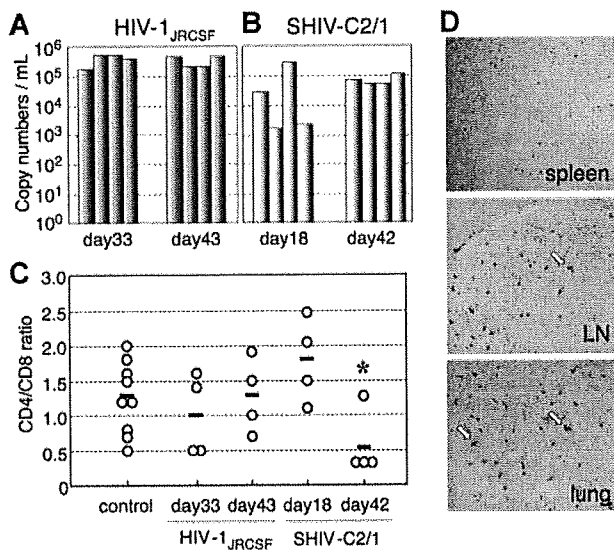 A
HIV-1JRCSF
B
SHIV-C2/1
D
Copy numbers / mL
10^6
10^5
10^4
10^3
10^2
10^1
10^0
day33 day43 day18 day42
spleen
LN
lung
C
CD4/CD8 ratio
3.0
2.5
2.0
1.5
1.0
0.5
0
*
control day33 day43 day18 day42
HIV-1JRCSF SHIV-C2/1